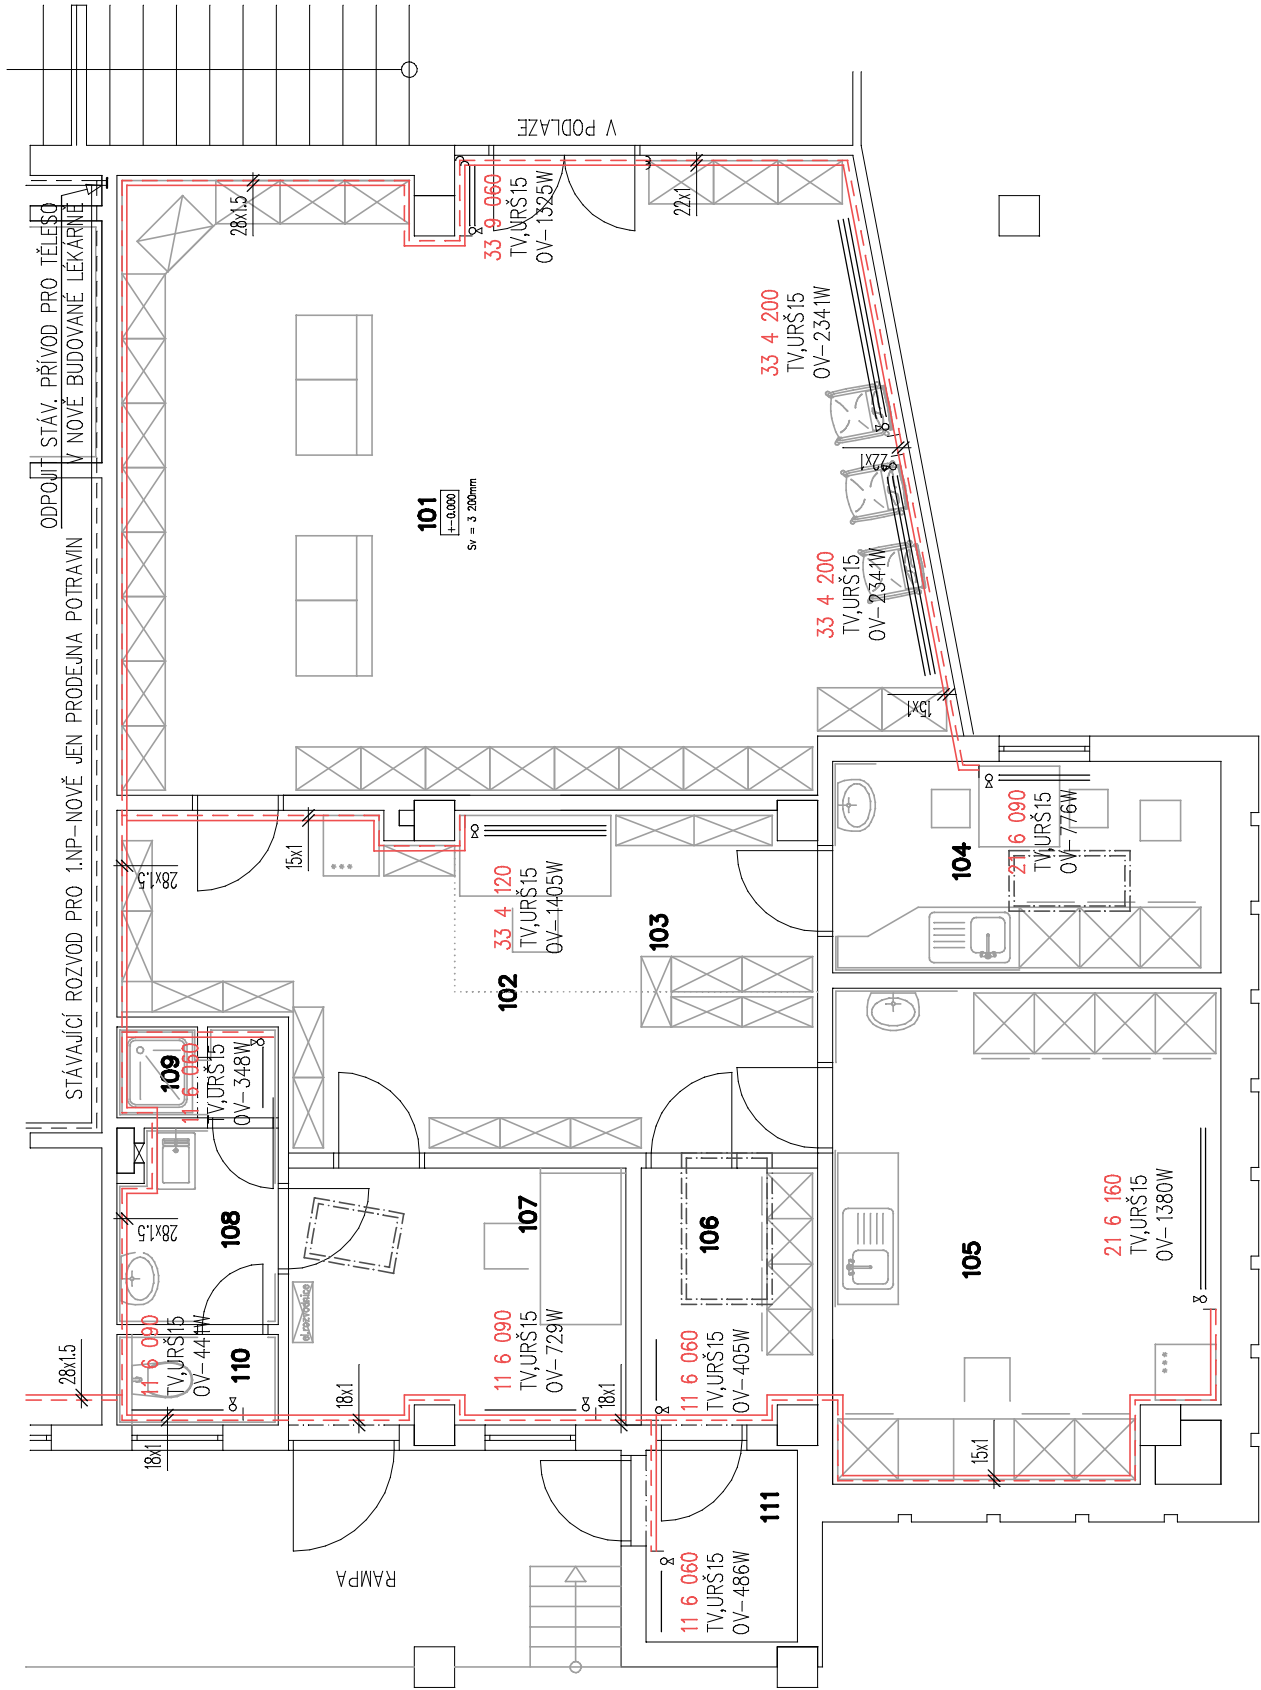 ODPOJIT STÁV. PŘÍVOD PRO TĚLESO
V NOVĚ BUDOVANÉ LÉKÁRNĚ
STÁVAJÍCÍ ROZVOD PRO 1.NP-NOVĚ JEN PRODEJNA POTRAVIN
V PODLAZE
28x1.5
33 9 060
TV,URŠ15
OV-1325W
22x1
33 4 200
TV,URŠ15
OV-2341W
22x1
101
+-0.000
Sv = 3 200mm
33 4 200
TV,URŠ15
OV-2341W
15x1
28x1.5
15x1
33 4 120
TV,URŠ15
OV-1405W
102
103
104
21 6 090
TV,URŠ15
OV-776W
109
11 6 060
TV,URŠ15
OV-348W
28x1.5
108
107
el.rozvodnice
106
105
21 6 160
TV,URŠ15
OV-1380W
28x1.5
11 6 090
TV,URŠ15
OV-441W
110
18x1
18x1
11 6 090
TV,URŠ15
OV-729W
18x1
11 6 060
TV,URŠ15
OV-405W
15x1
RAMPA
111
11 6 060
TV,URŠ15
OV-486W